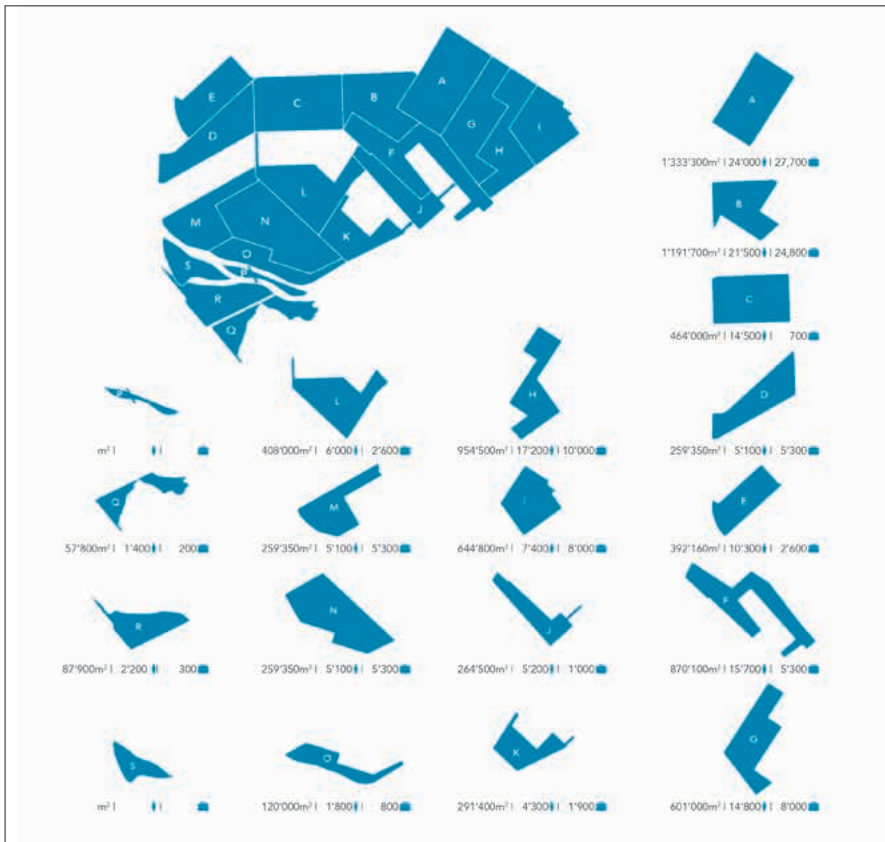 A
E
C
B
D
G
I
F
H
L
M
N
J
K
O
S
P
R
Q
A
1'333'300m² | 24'000 | 27,700
B
1'191'700m² | 21'500 | 24,800
C
464'000m² | 14'500 | 700
P
m² | |
L
408'000m² | 6'000 | 2'600
H
954'500m² | 17'200 | 10'000
D
259'350m² | 5'100 | 5'300
Q
57'800m² | 1'400 | 200
M
259'350m² | 5'100 | 5'300
I
644'800m² | 7'400 | 8'000
E
392'160m² | 10'300 | 2'600
R
87'900m² | 2'200 | 300
N
259'350m² | 5'100 | 5'300
J
264'500m² | 5'200 | 1'000
F
870'100m² | 15'700 | 5'300
S
m² | |
O
120'000m² | 1'800 | 800
K
291'400m² | 4'300 | 1'900
G
601'000m² | 14'800 | 8'000